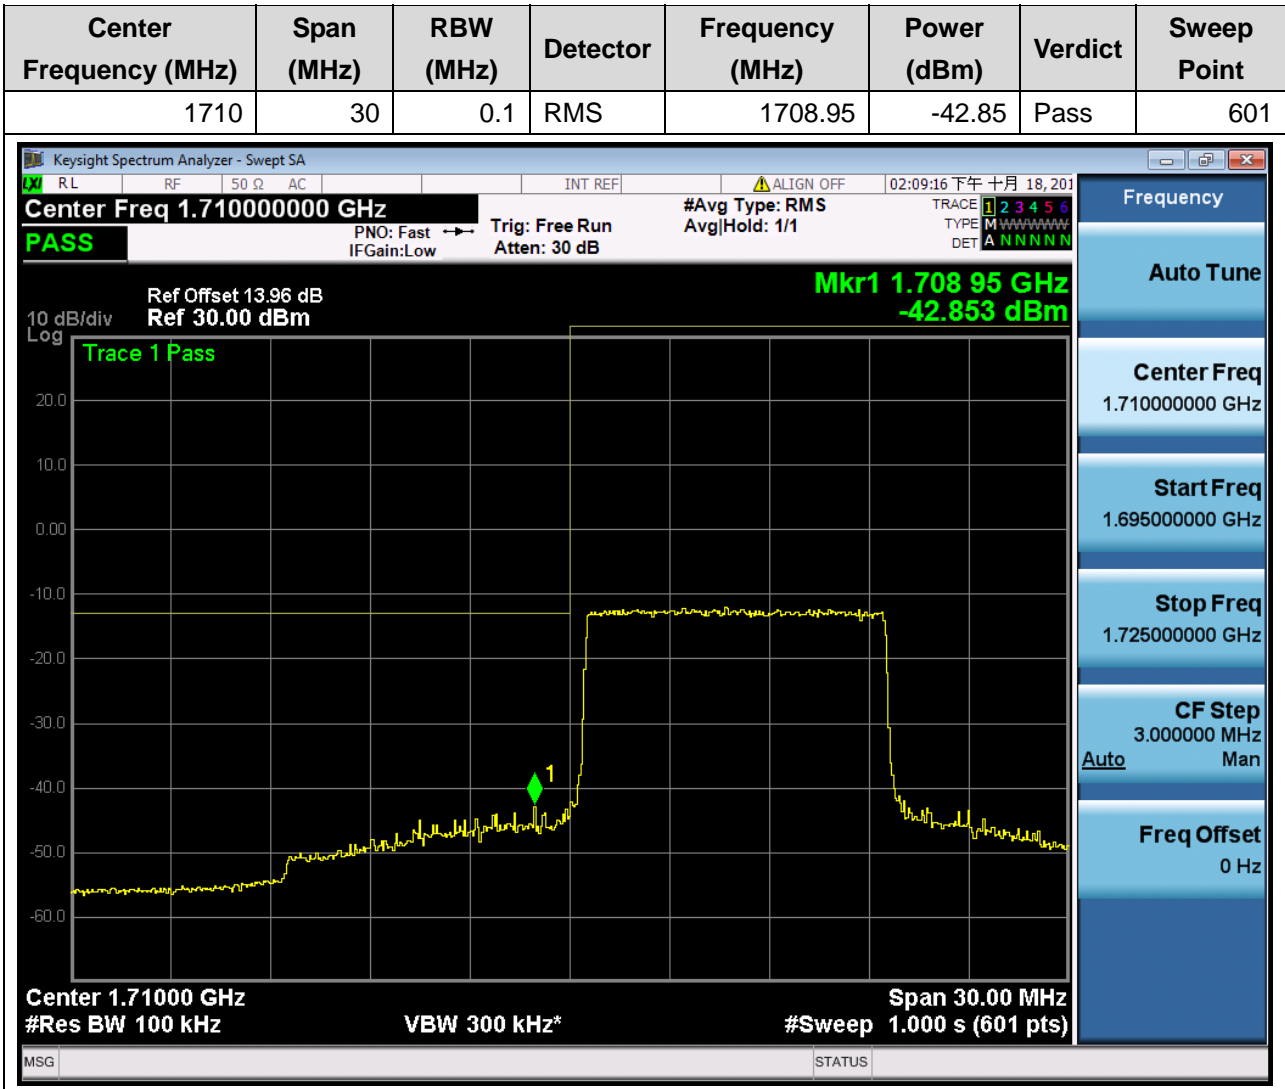 Center Frequency (MHz) Span (MHz) RBW (MHz) Detector Frequency (MHz) Power (dBm) Verdict Sweep Point
1710 30 0.1 RMS 1708.95 -42.85 Pass 601
Keysight Spectrum Analyzer - Swept SA
LXI RL RF 50 Ω AC INT REF ALIGN OFF 02:09:16 下午 十月 18, 201
Center Freq 1.710000000 GHz
PASS
PNO: Fast
IFGain:Low
Trig: Free Run
Atten: 30 dB
#Avg Type: RMS
Avg|Hold: 1/1
TRACE 1 2 3 4 5 6
TYPE M WWWWW
DET A N N N N N
Mkr1 1.708 95 GHz
-42.853 dBm
Ref Offset 13.96 dB
10 dB/div Ref 30.00 dBm
Log
Trace 1 Pass
20.0
10.0
0.00
-10.0
-20.0
-30.0
-40.0
-50.0
-60.0
1
Center 1.71000 GHz Span 30.00 MHz
#Res BW 100 kHz VBW 300 kHz* #Sweep 1.000 s (601 pts)
MSG STATUS
Frequency
Auto Tune
Center Freq
1.710000000 GHz
Start Freq
1.695000000 GHz
Stop Freq
1.725000000 GHz
CF Step
3.000000 MHz
Auto Man
Freq Offset
0 Hz